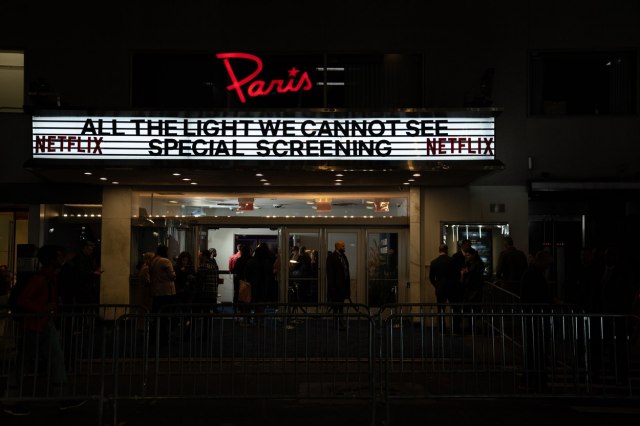 Paris
ALL THE LIGHT WE CANNOT SEE
NETFLIX SPECIAL SCREENING NETFLIX